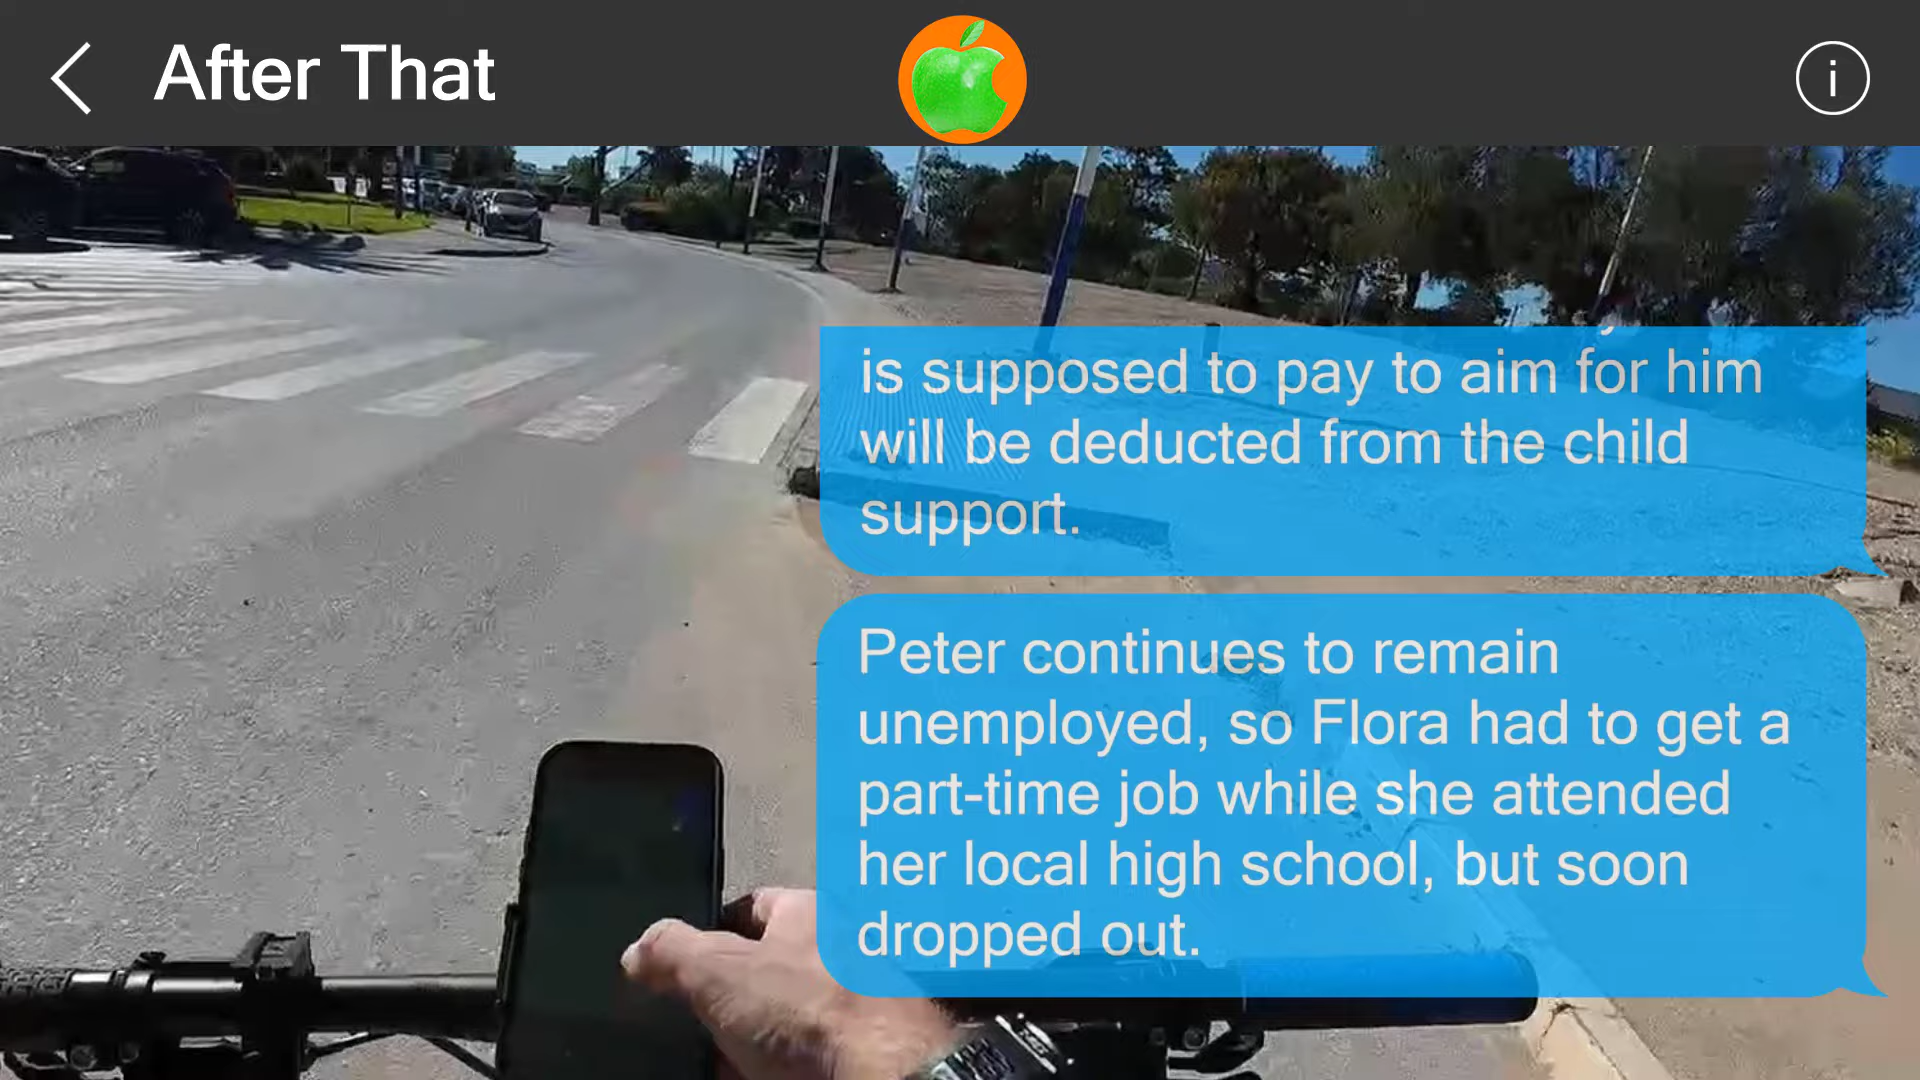 After That
is supposed to pay to aim for him
will be deducted from the child
support.
Peter continues to remain
unemployed, so Flora had to get a
part-time job while she attended
her local high school, but soon
dropped out.